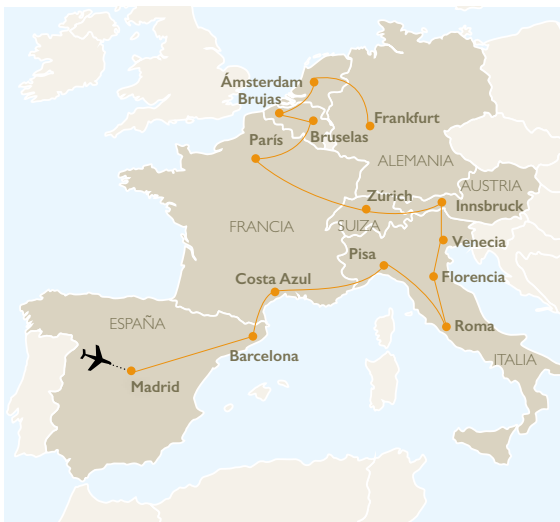 Ámsterdam
Brujas
Frankfurt
París
Bruselas
ALEMANIA
Zúrich
AUSTRIA
Innsbruck
FRANCIA
SUIZA
Venecia
Pisa
Costa Azul
Florencia
ESPAÑA
Roma
Barcelona
ITALIA
Madrid